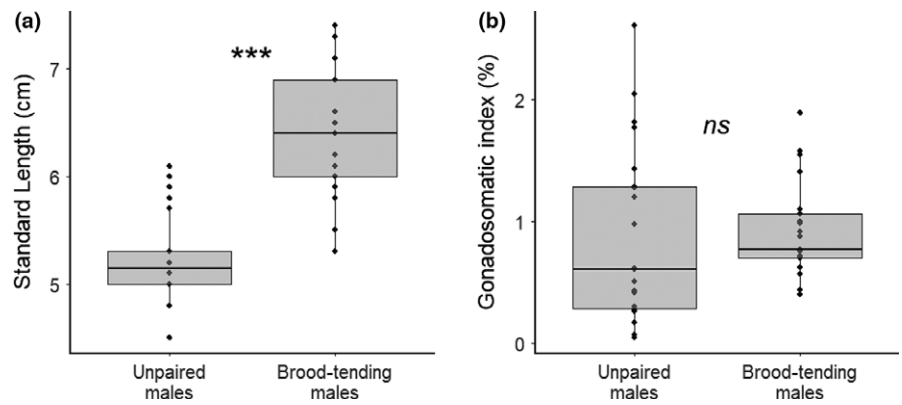 (a)
***
Standard Length (cm)
7
6
5
Unpaired
males
Brood-tending
males
(b)
ns
Gonadosomatic index (%)
2
1
0
Unpaired
males
Brood-tending
males